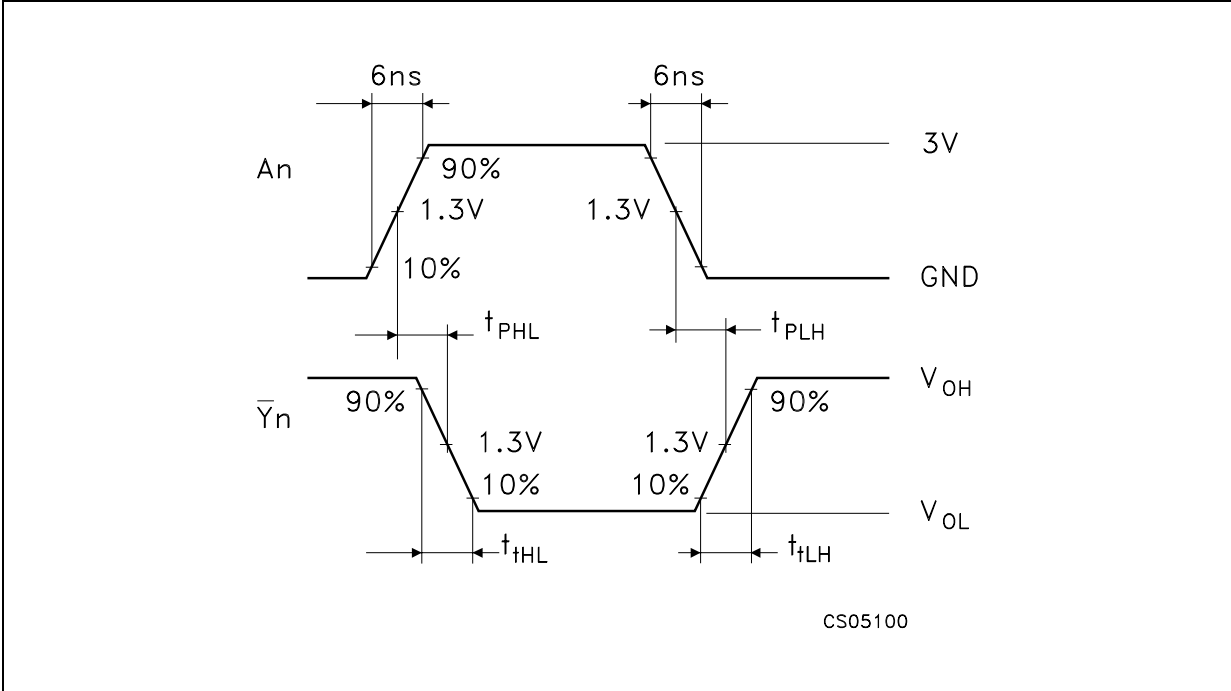 6ns 6ns
3V
An
90%
1.3V 1.3V
10%
GND
tPHL tPLH
VOH
90% 90%
Y̅n
1.3V 1.3V
10% 10%
VOL
ttHL ttLH
CS05100